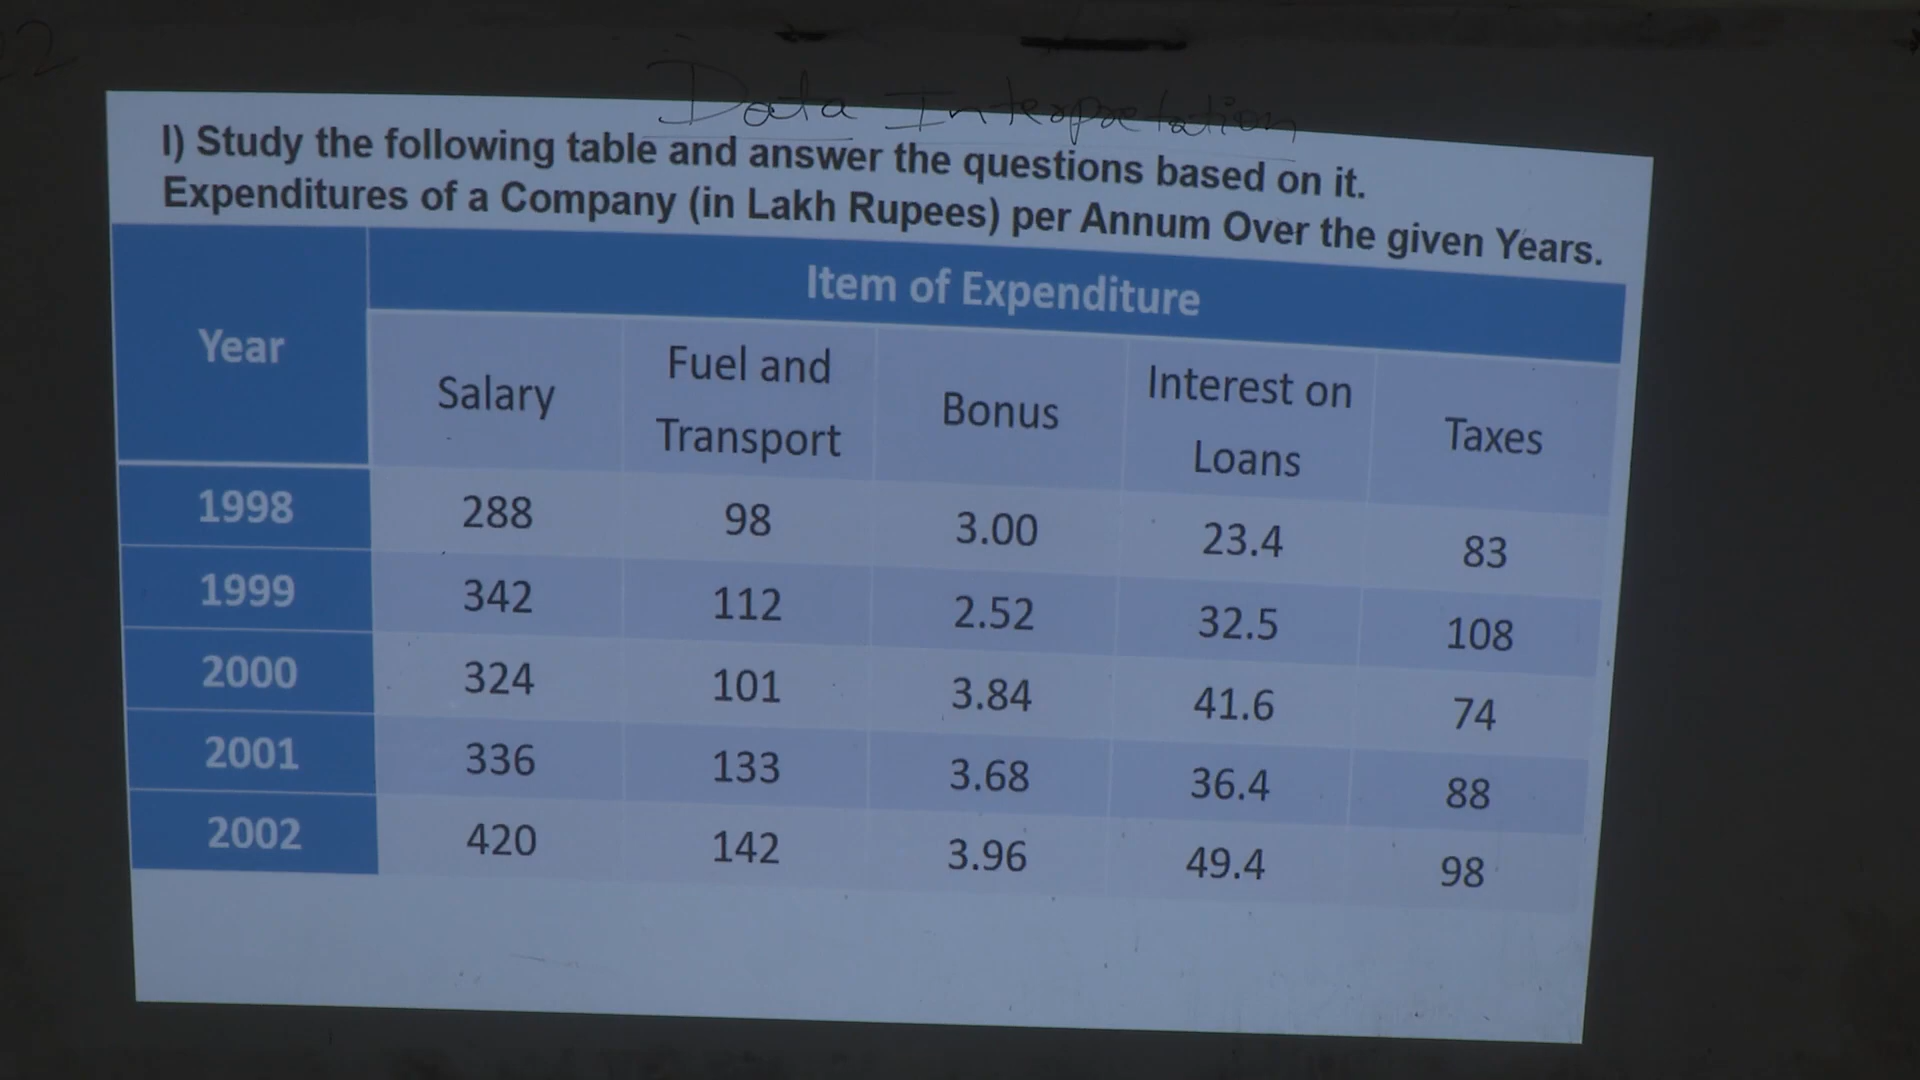 22
Data Interpretation
I) Study the following table and answer the questions based on it.
Expenditures of a Company (in Lakh Rupees) per Annum Over the given Years.
Year Item of Expenditure
Salary Fuel and Transport Bonus Interest on Loans Taxes
1998 288 98 3.00 23.4 83
1999 342 112 2.52 32.5 108
2000 324 101 3.84 41.6 74
2001 336 133 3.68 36.4 88
2002 420 142 3.96 49.4 98